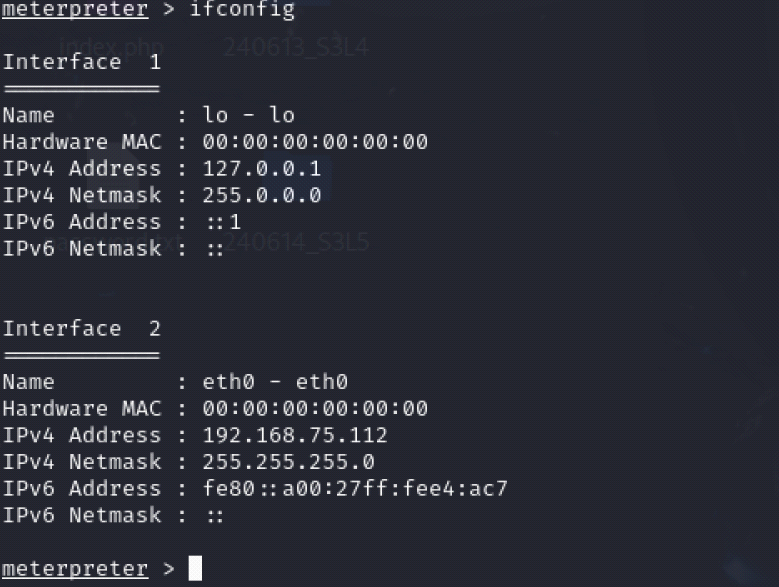 meterpreter > ifconfig
index.php 240613_S3L4
Interface 1
============
Name : lo - lo
Hardware MAC : 00:00:00:00:00:00
IPv4 Address : 127.0.0.1
IPv4 Netmask : 255.0.0.0
IPv6 Address : ::1
240614_S3L5
IPv6 Netmask : ::
Interface 2
============
Name : eth0 - eth0
Hardware MAC : 00:00:00:00:00:00
IPv4 Address : 192.168.75.112
IPv4 Netmask : 255.255.255.0
IPv6 Address : fe80::a00:27ff:fee4:ac7
IPv6 Netmask : ::
meterpreter >